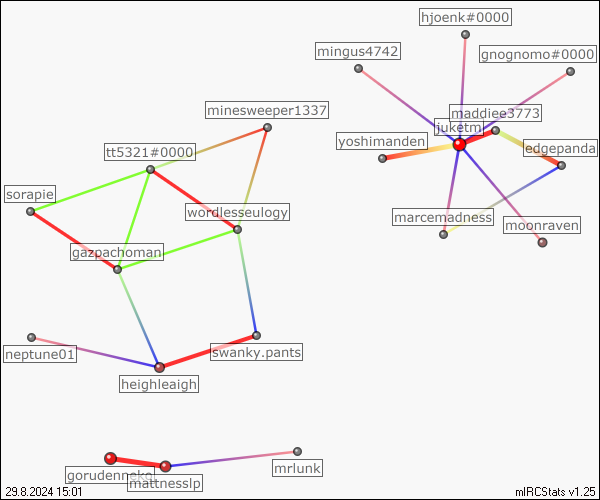 hjoenk#0000
mingus4742
gnognomo#0000
minesweeper1337
maddiee3773
juketm
yoshimanden
edgepanda
tt5321#0000
sorapie
wordlesseulogy
marcemadness
moonraven
gazpachoman
neptune01
swanky.pants
heighleaigh
mrlunk
gorudennekoi
mattnesslp
29.8.2024 15:01
mIRCStats v1.25